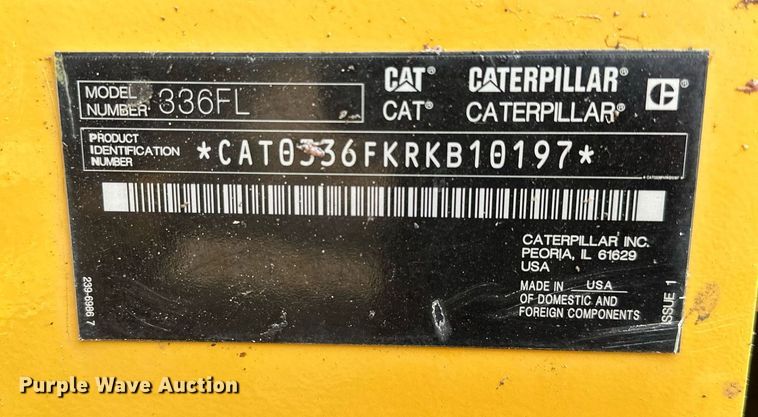 MODEL NUMBER 336FL
CAT® CATERPILLAR®
CAT® CATERPILLAR®
PRODUCT IDENTIFICATION NUMBER *CAT0336FKRKB10197*
CATERPILLAR INC.
PEORIA, IL 61629
USA
MADE IN USA
OF DOMESTIC AND
FOREIGN COMPONENTS
239-6986 7
ISSUE 1
Purple Wave Auction